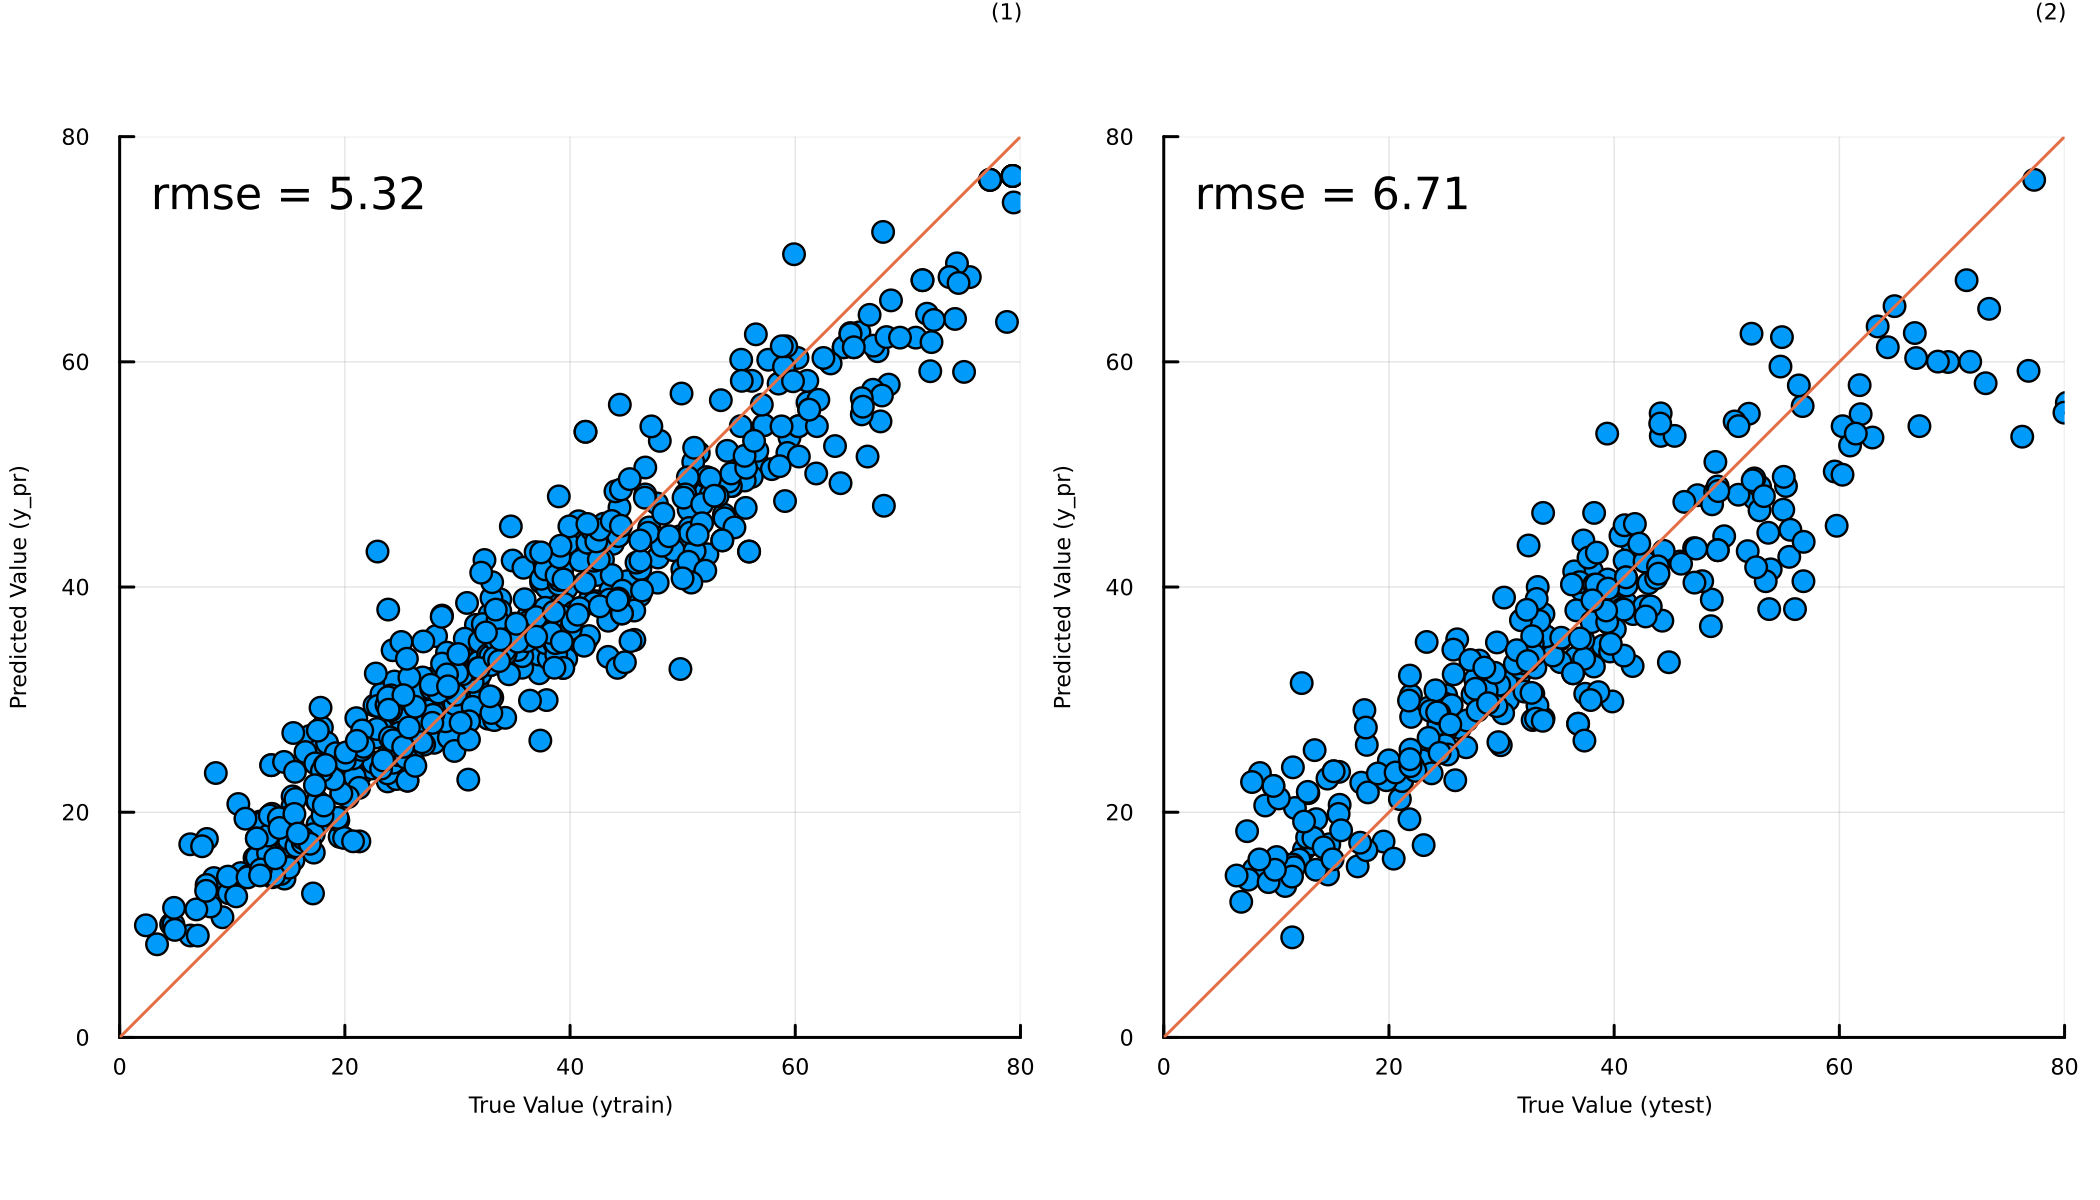 (1)
rmse = 5.32
80
60
40
20
0
0 20 40 60 80
Predicted Value (y_pr)
True Value (ytrain)
(2)
rmse = 6.71
80
60
40
20
0
0 20 40 60 80
Predicted Value (y_pr)
True Value (ytest)